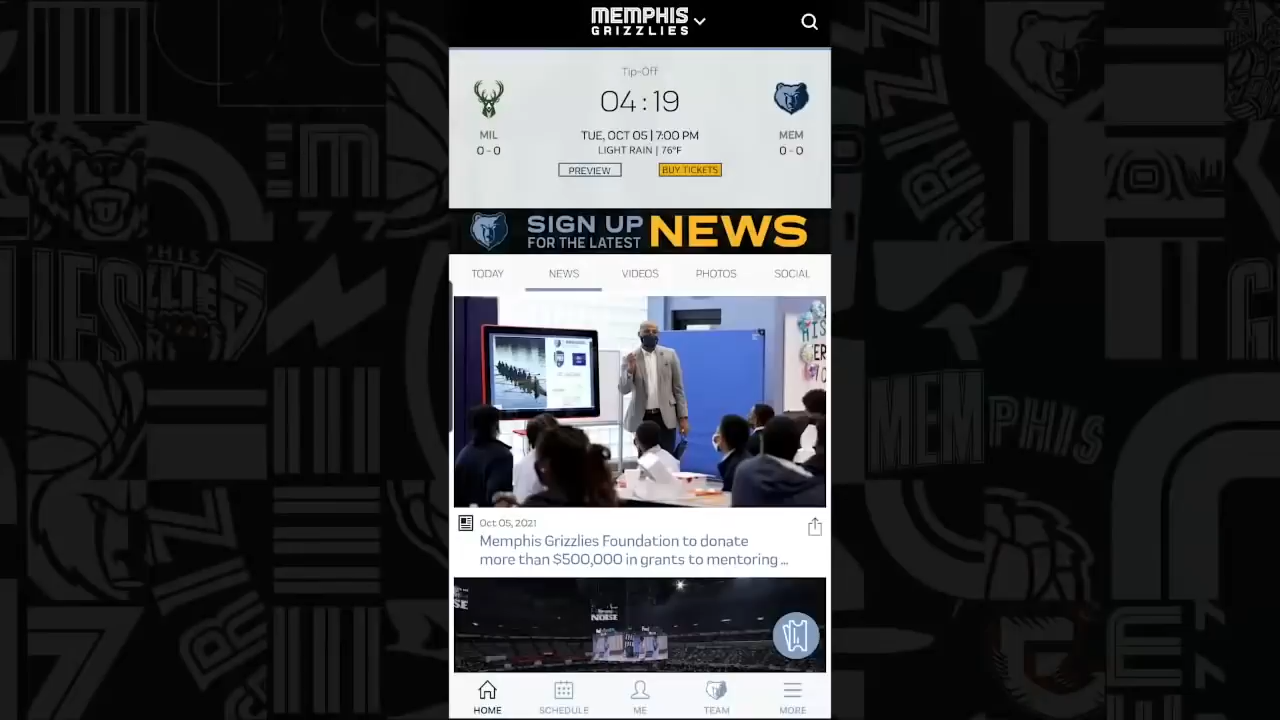 MEMPHIS
GRIZZLIES
Tip-Off
04 : 19
MIL
0 - 0
TUE, OCT 05 | 7:00 PM
LIGHT RAIN | 76°F
MEM
0 - 0
PREVIEW
BUY TICKETS
SIGN UP
FOR THE LATEST
NEWS
TODAY
NEWS
VIDEOS
PHOTOS
SOCIAL
Oct 05, 2021
Memphis Grizzlies Foundation to donate
more than $500,000 in grants to mentoring ...
NOISE
HOME
SCHEDULE
ME
TEAM
MORE
MEMPHIS